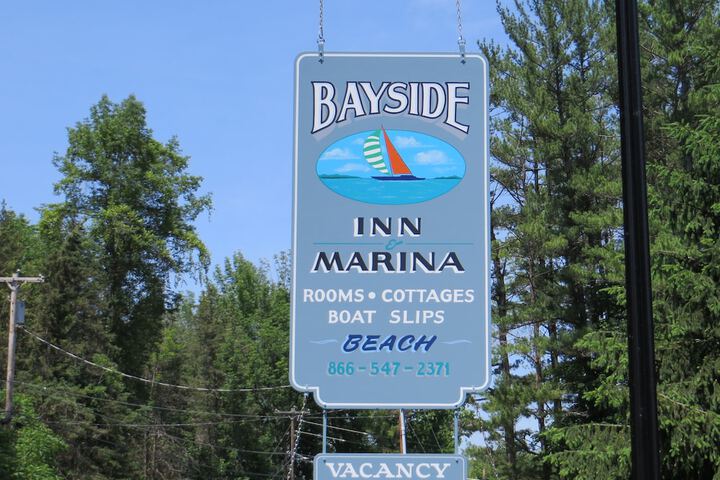 BAYSIDE
INN
&
MARINA
ROOMS • COTTAGES
BOAT SLIPS
BEACH
866-547-2371
VACANCY